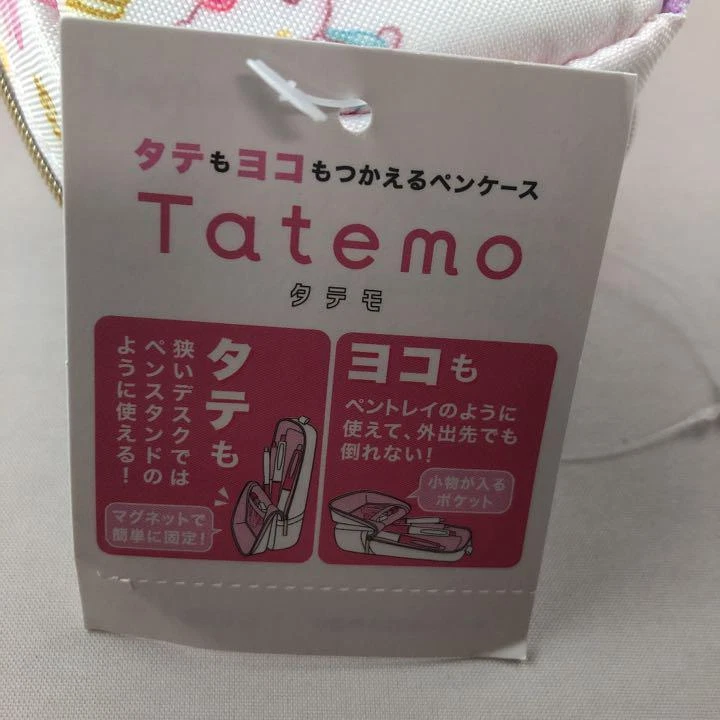 タテもヨコもつかえるペンケース
Tatemo
タテモ
タテも
狭いデスクでは
ペンスタンドの
ように使える!
マグネットで
簡単に固定!
ヨコも
ペントレイのように
使えて、外出先でも
倒れない!
小物が入る
ポケット